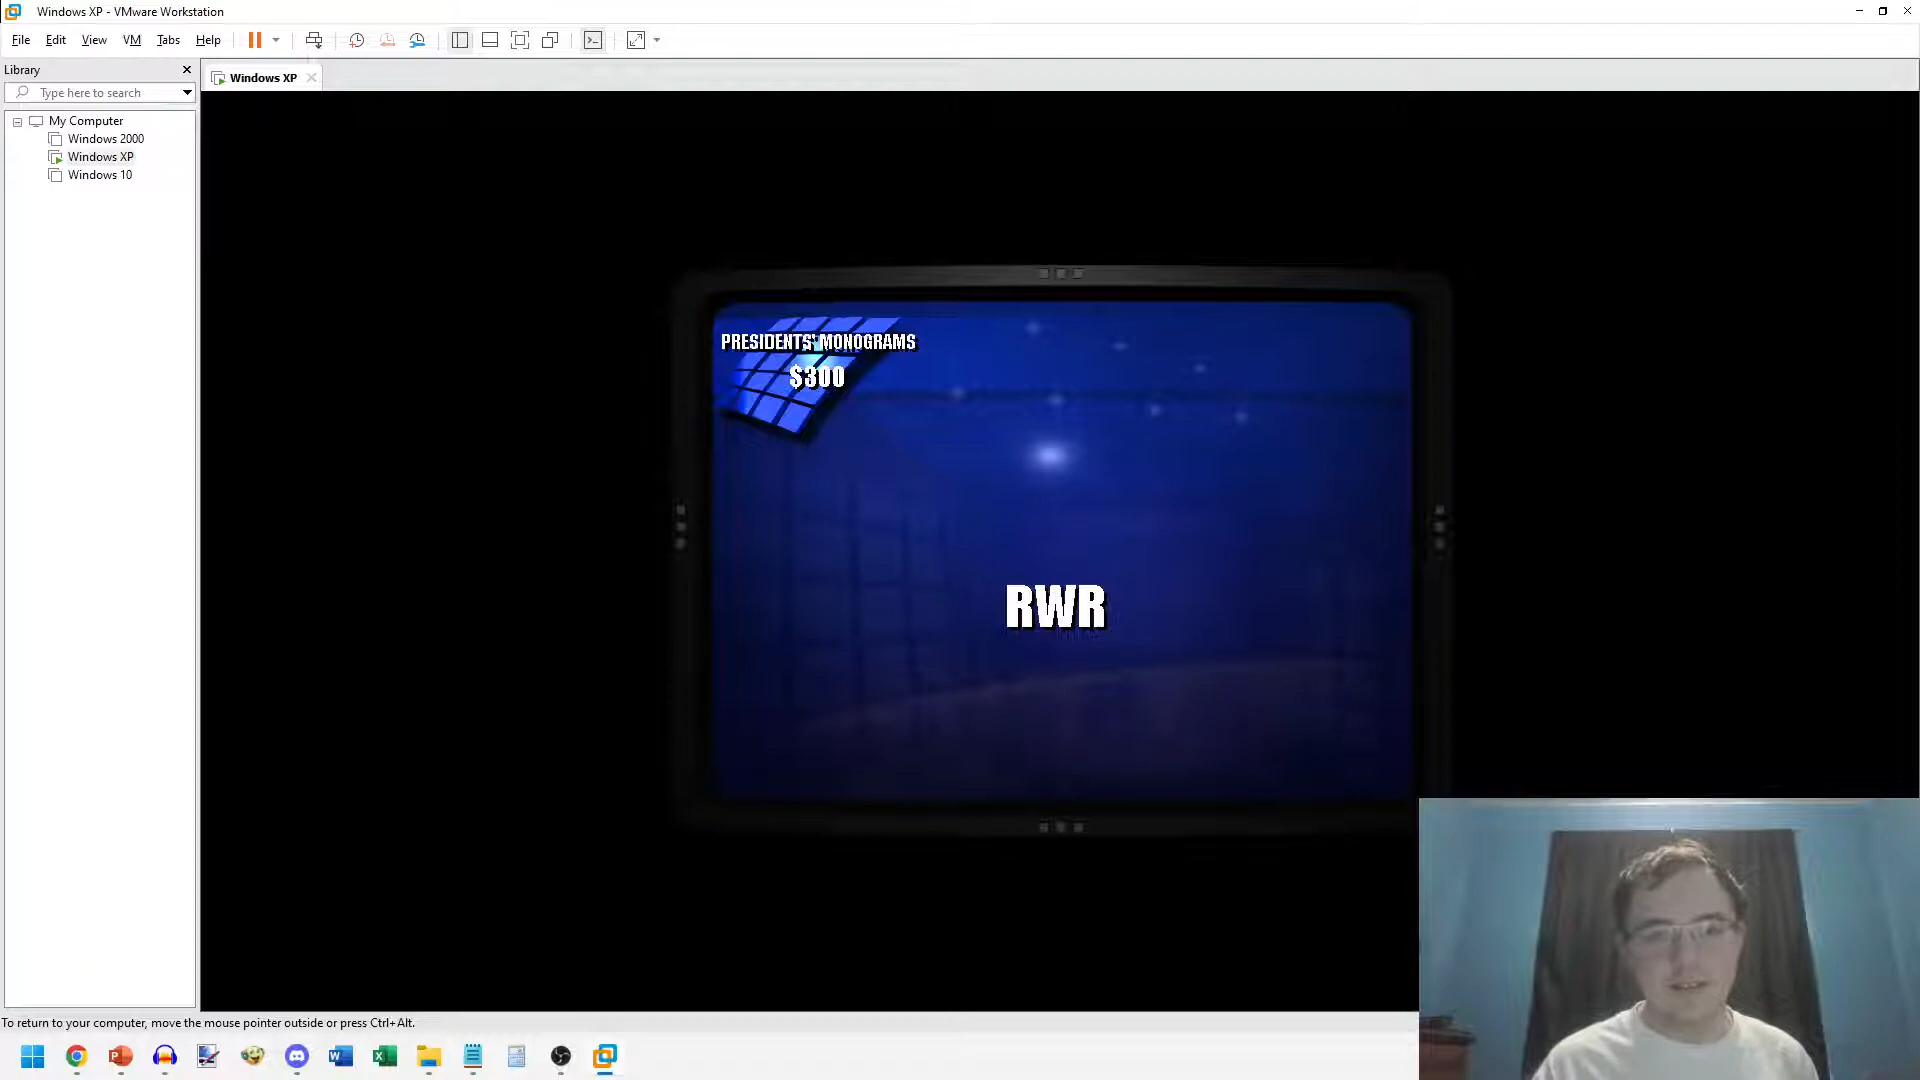 Windows XP - VMware Workstation
File Edit View VM Tabs Help
Library
Windows XP
Type here to search
My Computer
Windows 2000
Windows XP
Windows 10
PRESIDENTS' MONOGRAMS
$300
RWR
To return to your computer, move the mouse pointer outside or press Ctrl+Alt.